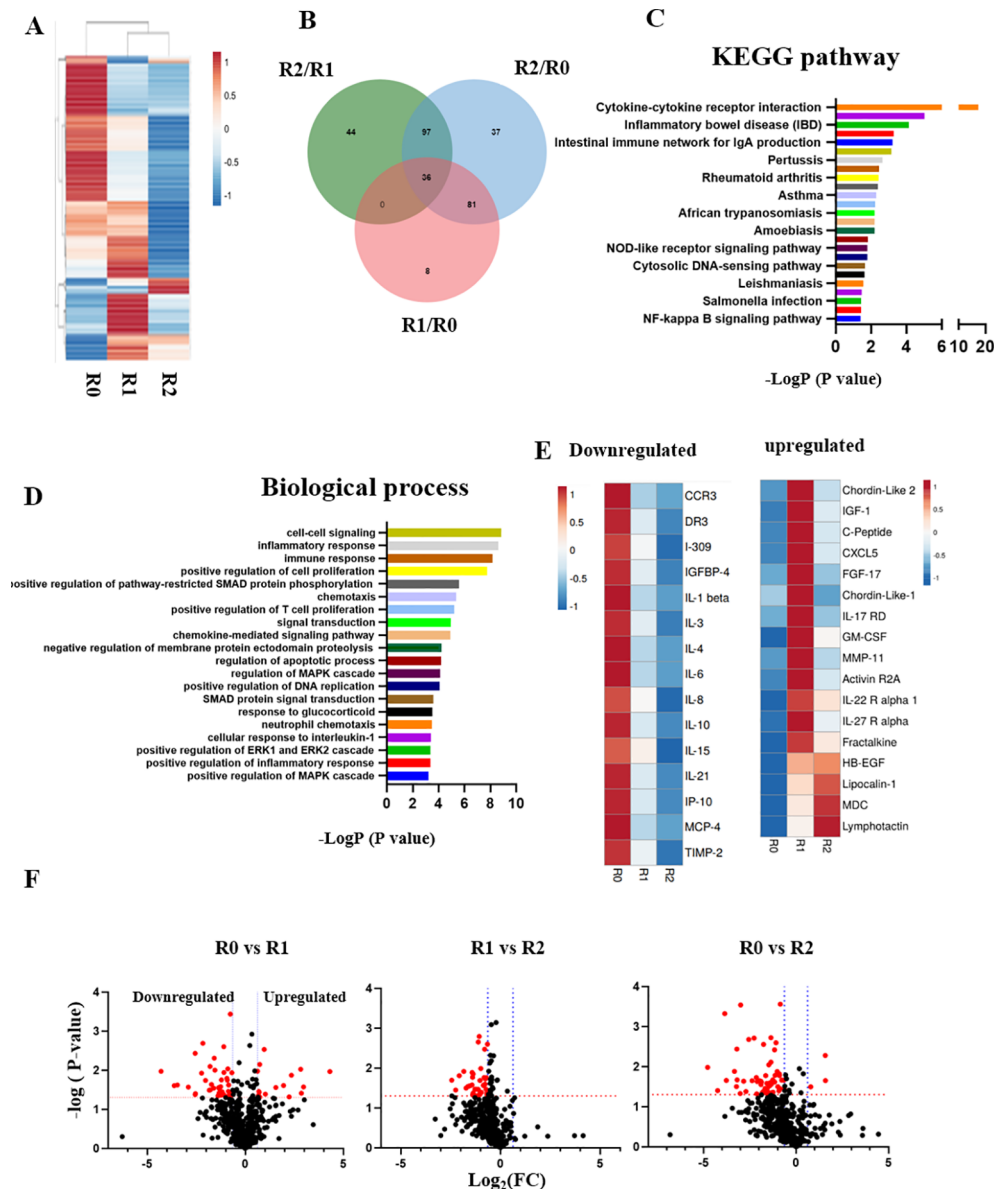 A
1
0.5
0
-0.5
-1
R0
R1
R2
B
R2/R1
R2/R0
44
97
37
36
0
81
8
R1/R0
C
KEGG pathway
Cytokine-cytokine receptor interaction
Inflammatory bowel disease (IBD)
Intestinal immune network for IgA production
Pertussis
Rheumatoid arthritis
Asthma
African trypanosomiasis
Amoebiasis
NOD-like receptor signaling pathway
Cytosolic DNA-sensing pathway
Leishmaniasis
Salmonella infection
NF-kappa B signaling pathway
0 2 4 6 10 20
-LogP (P value)
D
Biological process
cell-cell signaling
inflammatory response
immune response
positive regulation of cell proliferation
positive regulation of pathway-restricted SMAD protein phosphorylation
chemotaxis
positive regulation of T cell proliferation
signal transduction
chemokine-mediated signaling pathway
negative regulation of membrane protein ectodomain proteolysis
regulation of apoptotic process
regulation of MAPK cascade
positive regulation of DNA replication
SMAD protein signal transduction
response to glucocorticoid
neutrophil chemotaxis
cellular response to interleukin-1
positive regulation of ERK1 and ERK2 cascade
positive regulation of inflammatory response
positive regulation of MAPK cascade
0 2 4 6 8 10
-LogP (P value)
E
Downregulated
1
0.5
0
-0.5
-1
CCR3
DR3
I-309
IGFBP-4
IL-1 beta
IL-3
IL-4
IL-6
IL-8
IL-10
IL-15
IL-21
IP-10
MCP-4
TIMP-2
R0
R1
R2
upregulated
Chordin-Like 2
IGF-1
C-Peptide
CXCL5
FGF-17
Chordin-Like-1
IL-17 RD
GM-CSF
MMP-11
Activin R2A
IL-22 R alpha 1
IL-27 R alpha
Fractalkine
HB-EGF
Lipocalin-1
MDC
Lymphotactin
R0
R1
R2
1
0.5
0
-0.5
-1
F
R0 vs R1
Downregulated
Upregulated
4
3
2
1
0
-5 0 5
-log ( P-value)
R1 vs R2
4
3
2
1
0
-5 0 5
Log2(FC)
R0 vs R2
4
3
2
1
0
-5 0 5